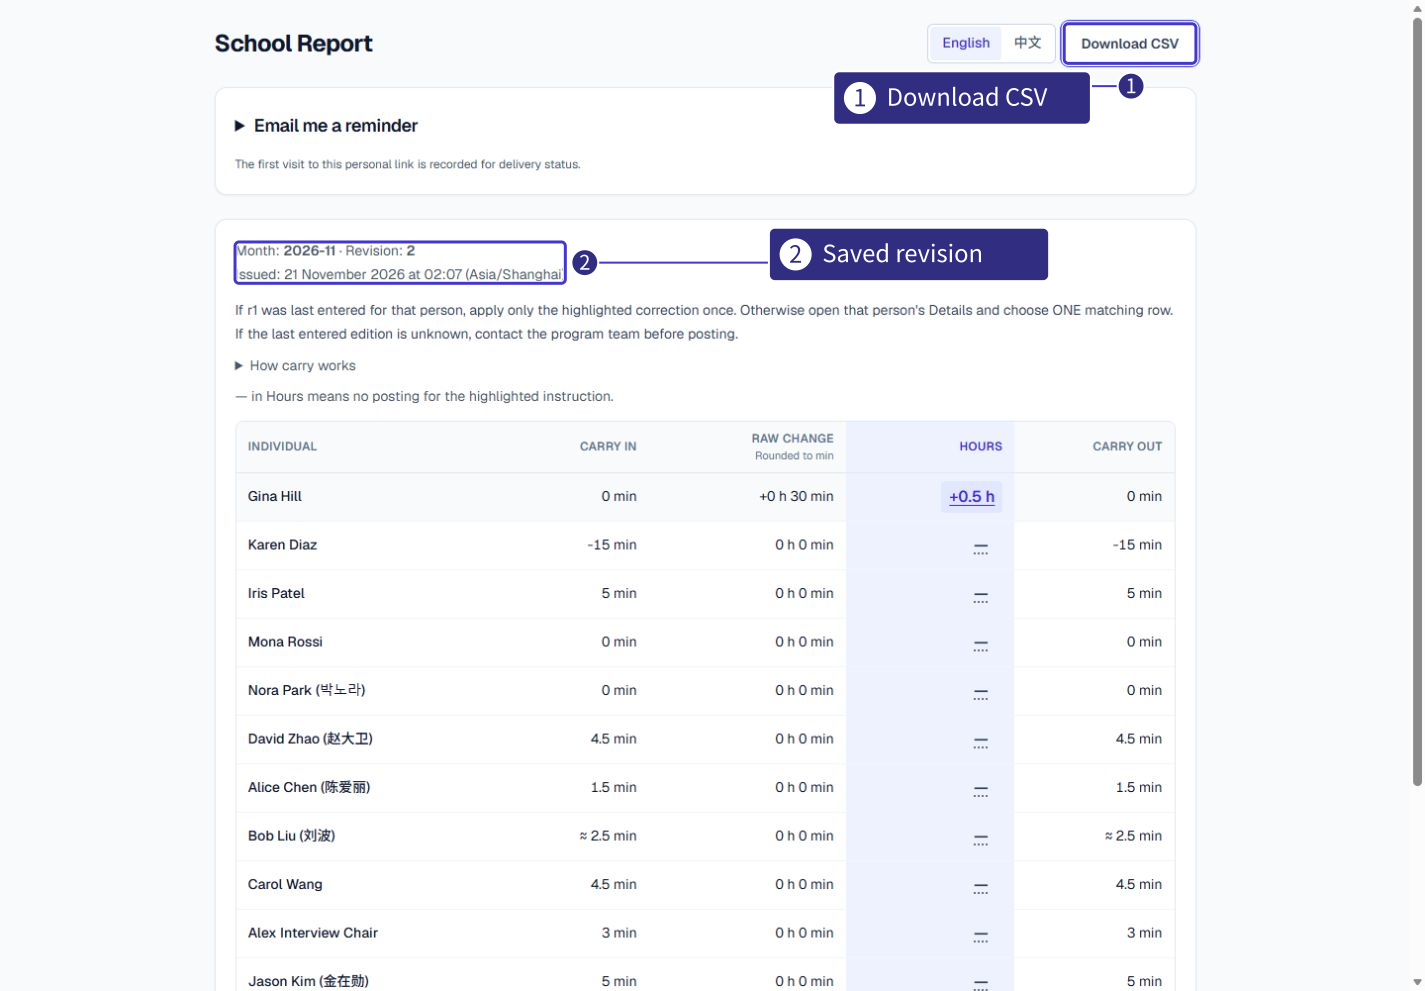 School Report
English 中文 Download CSV
1 Download CSV 1
Email me a reminder
The first visit to this personal link is recorded for delivery status.
Month: 2026-11 · Revision: 2
Issued: 21 November 2026 at 02:07 (Asia/Shanghai)
2 2 Saved revision
If r1 was last entered for that person, apply only the highlighted correction once. Otherwise open that person's Details and choose ONE matching row.
If the last entered edition is unknown, contact the program team before posting.
How carry works
— in Hours means no posting for the highlighted instruction.
INDIVIDUAL CARRY IN RAW CHANGE Rounded to min HOURS CARRY OUT
Gina Hill 0 min +0 h 30 min +0.5 h 0 min
Karen Diaz -15 min 0 h 0 min — -15 min
Iris Patel 5 min 0 h 0 min — 5 min
Mona Rossi 0 min 0 h 0 min — 0 min
Nora Park (박노라) 0 min 0 h 0 min — 0 min
David Zhao (赵大卫) 4.5 min 0 h 0 min — 4.5 min
Alice Chen (陈爱丽) 1.5 min 0 h 0 min — 1.5 min
Bob Liu (刘波) ≈ 2.5 min 0 h 0 min — ≈ 2.5 min
Carol Wang 4.5 min 0 h 0 min — 4.5 min
Alex Interview Chair 3 min 0 h 0 min — 3 min
Jason Kim (金在勋) 5 min 0 h 0 min — 5 min